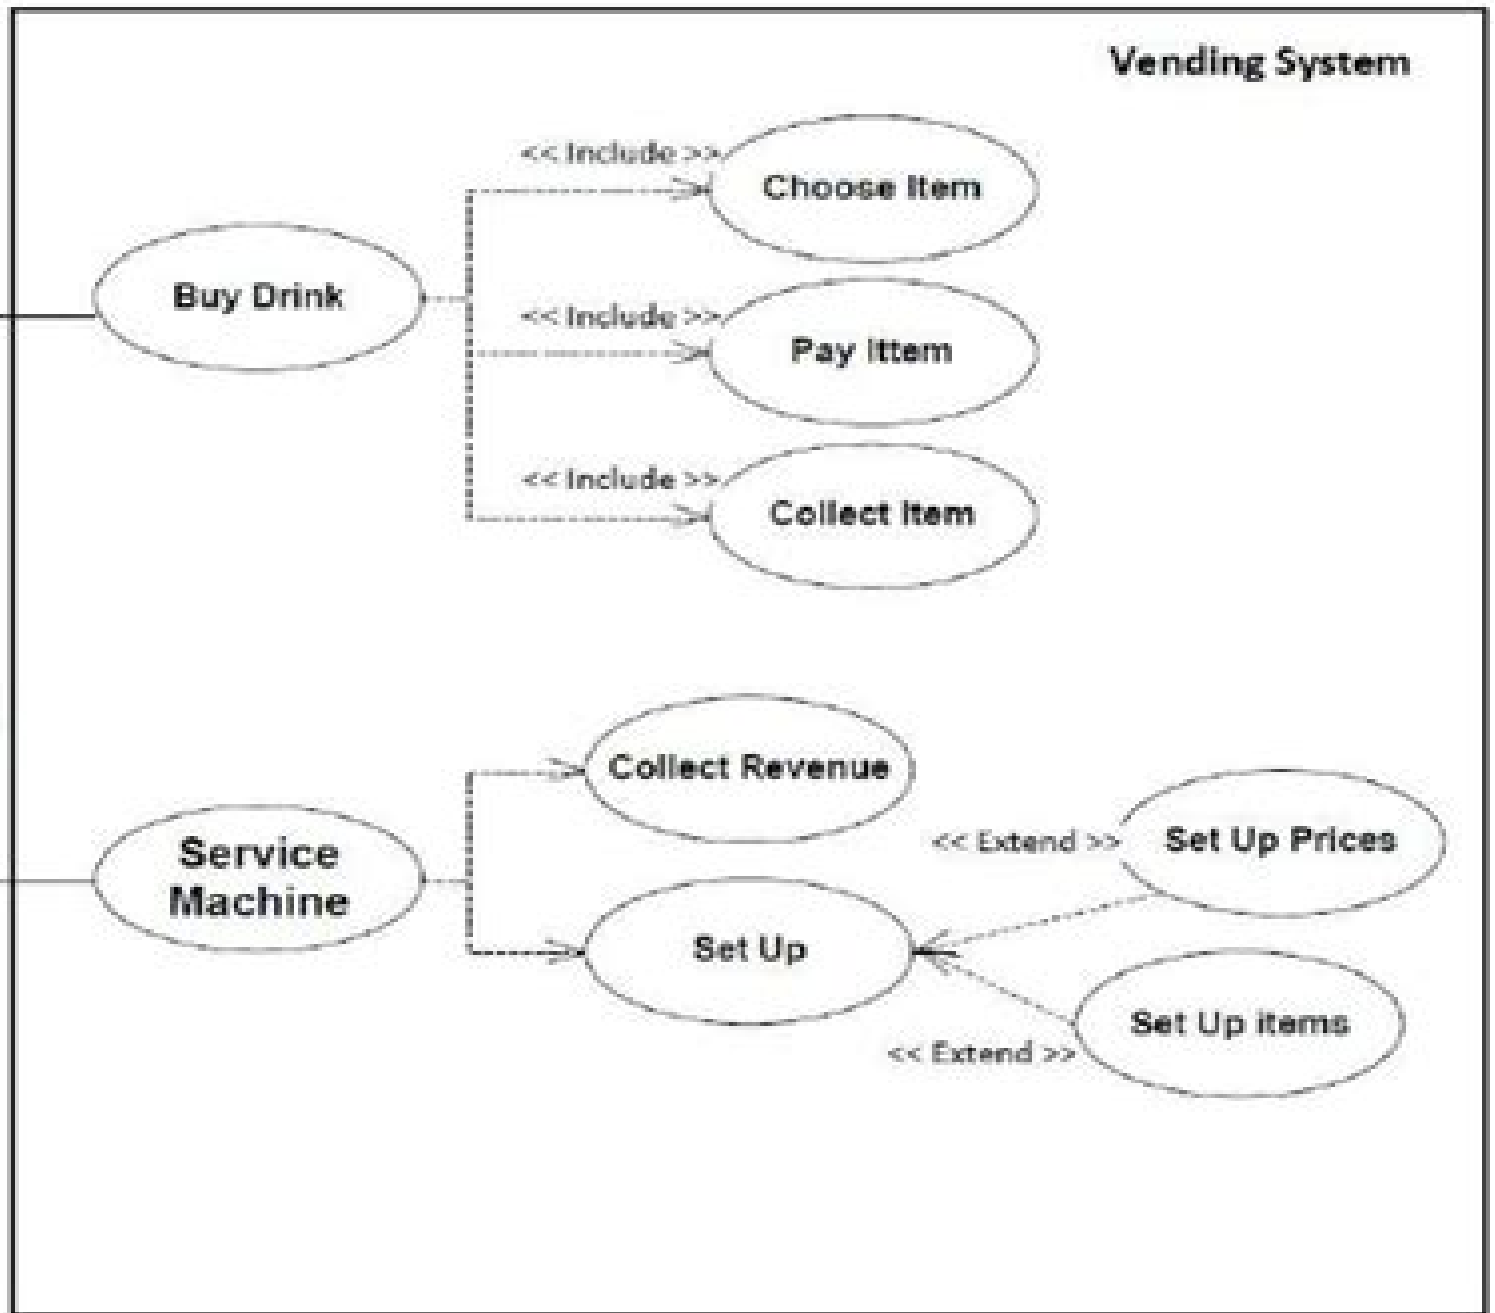 Vending System
<< Include >>
Choose Item
Buy Drink
<< Include >>
Pay Ittem
<< Include >>
Collect Item
Collect Revenue
Service
Machine
<< Extend >>
Set Up Prices
Set Up
Set Up items
<< Extend >>